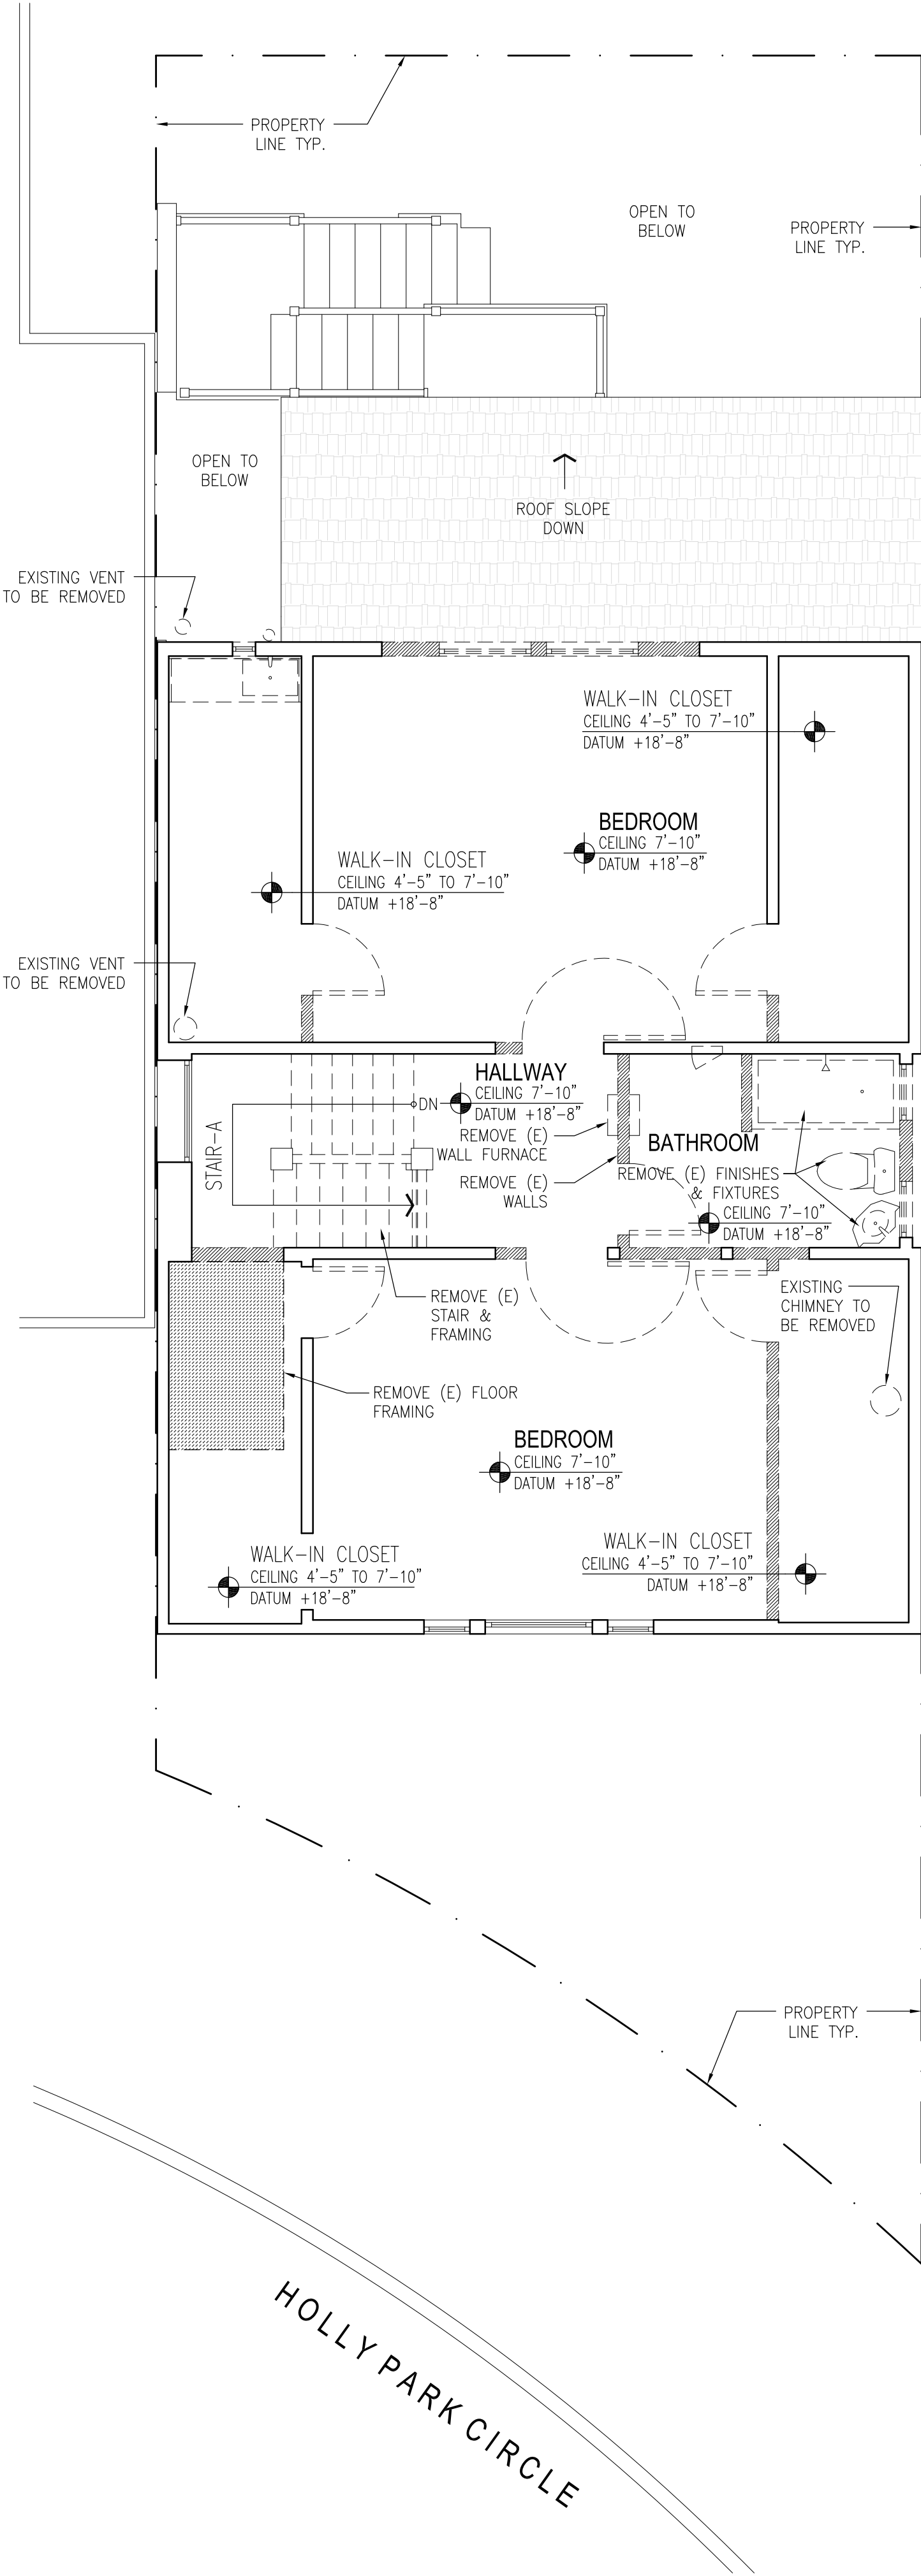 PROPERTY
LINE TYP.
OPEN TO
BELOW
PROPERTY
LINE TYP.
OPEN TO
BELOW
ROOF SLOPE
DOWN
EXISTING VENT
TO BE REMOVED
WALK-IN CLOSET
CEILING 4'-5" TO 7'-10"
DATUM +18'-8"
BEDROOM
CEILING 7'-10"
DATUM +18'-8"
WALK-IN CLOSET
CEILING 4'-5" TO 7'-10"
DATUM +18'-8"
EXISTING VENT
TO BE REMOVED
HALLWAY
CEILING 7'-10"
DATUM +18'-8"
DN
STAIR-A
REMOVE (E)
WALL FURNACE
REMOVE (E)
WALLS
BATHROOM
REMOVE (E) FINISHES
& FIXTURES
CEILING 7'-10"
DATUM +18'-8"
REMOVE (E)
STAIR &
FRAMING
EXISTING
CHIMNEY TO
BE REMOVED
REMOVE (E) FLOOR
FRAMING
BEDROOM
CEILING 7'-10"
DATUM +18'-8"
WALK-IN CLOSET
CEILING 4'-5" TO 7'-10"
DATUM +18'-8"
WALK-IN CLOSET
CEILING 4'-5" TO 7'-10"
DATUM +18'-8"
PROPERTY
LINE TYP.
HOLLY PARK CIRCLE